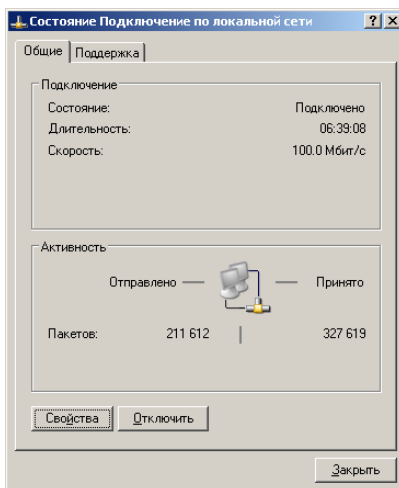 Состояние Подключение по локальной сети
Общие Поддержка
Подключение
Состояние: Подключено
Длительность: 06:39:08
Скорость: 100.0 Мбит/с
Активность
Отправлено Принято
Пакетов: 211 612 327 619
Свойства Отключить
Закрыть